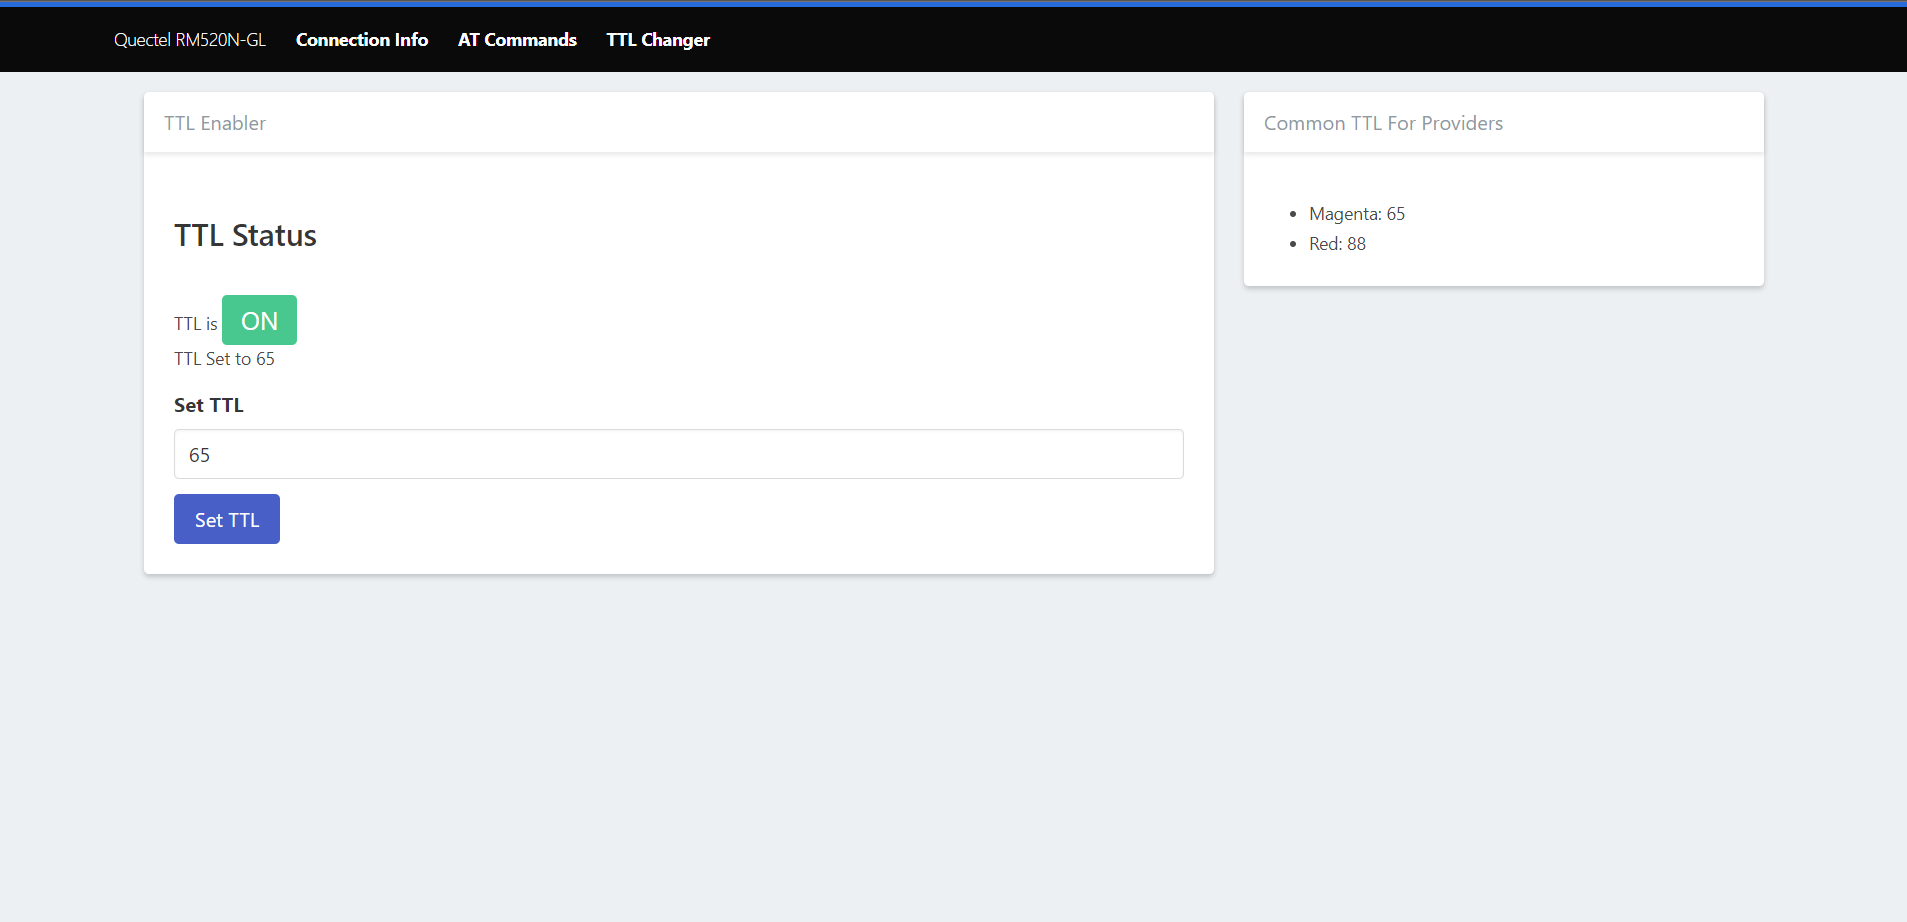 Quectel RM520N-GL Connection Info AT Commands TTL Changer
TTL Enabler
TTL Status
TTL is ON
TTL Set to 65
Set TTL
65
Set TTL
Common TTL For Providers
Magenta: 65
Red: 88